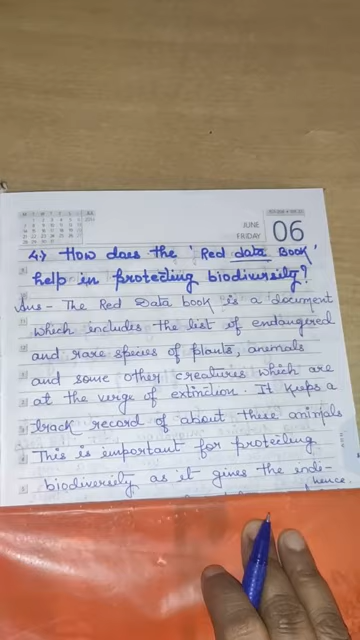 JUNE
FRIDAY
06
4.) How does the 'Red data Book'
help in protecting biodiversity?
Ans - The Red Data book is a document
which includes the list of endangered
and rare species of plants, animals
and some other creatures which are
at the verge of extinction. It keeps a
track record of about these animals
This is important for protecting
biodiversity as it gives the
hence